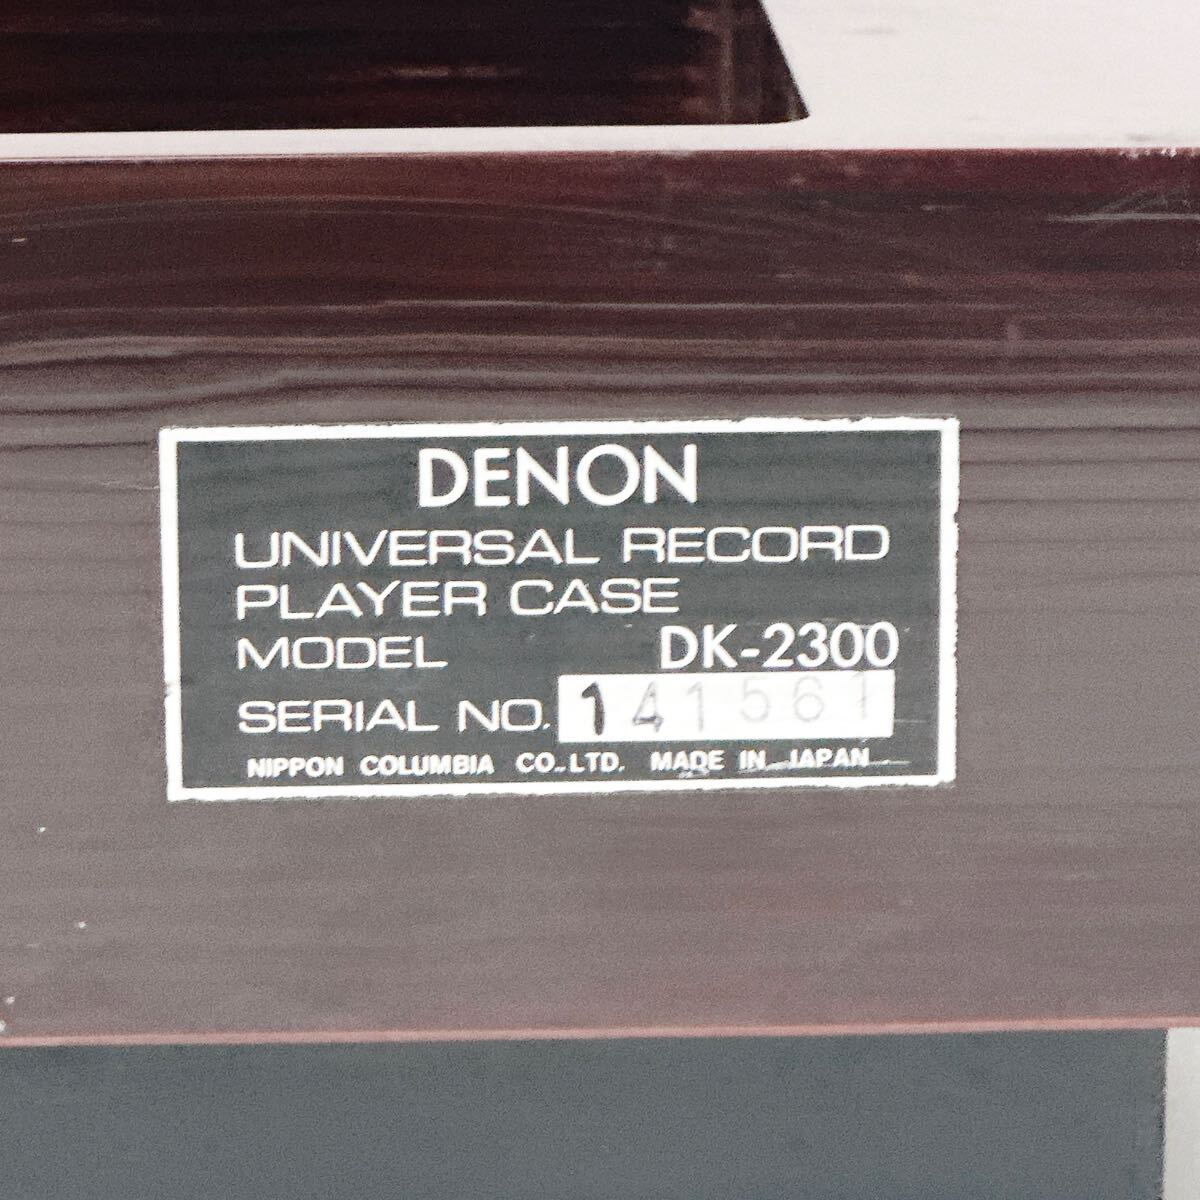 DENON
UNIVERSAL RECORD
PLAYER CASE
MODEL DK-2300
SERIAL NO. 141561
NIPPON COLUMBIA CO.LTD. MADE IN JAPAN